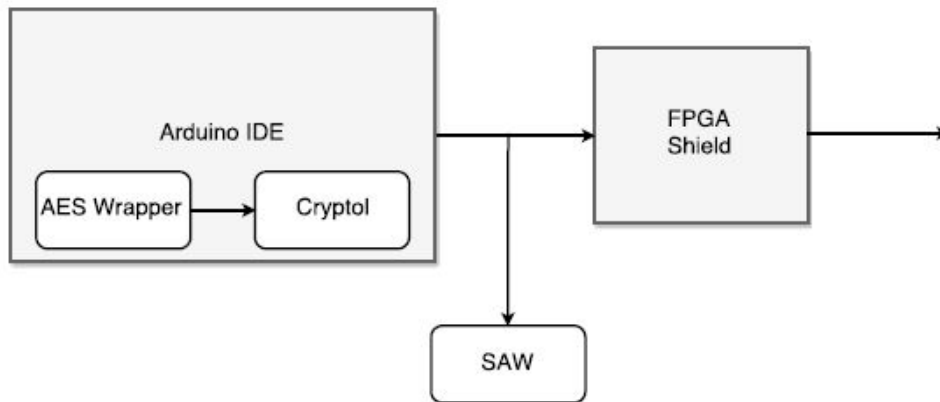 Arduino IDE
AES Wrapper
Cryptol
FPGA
Shield
SAW